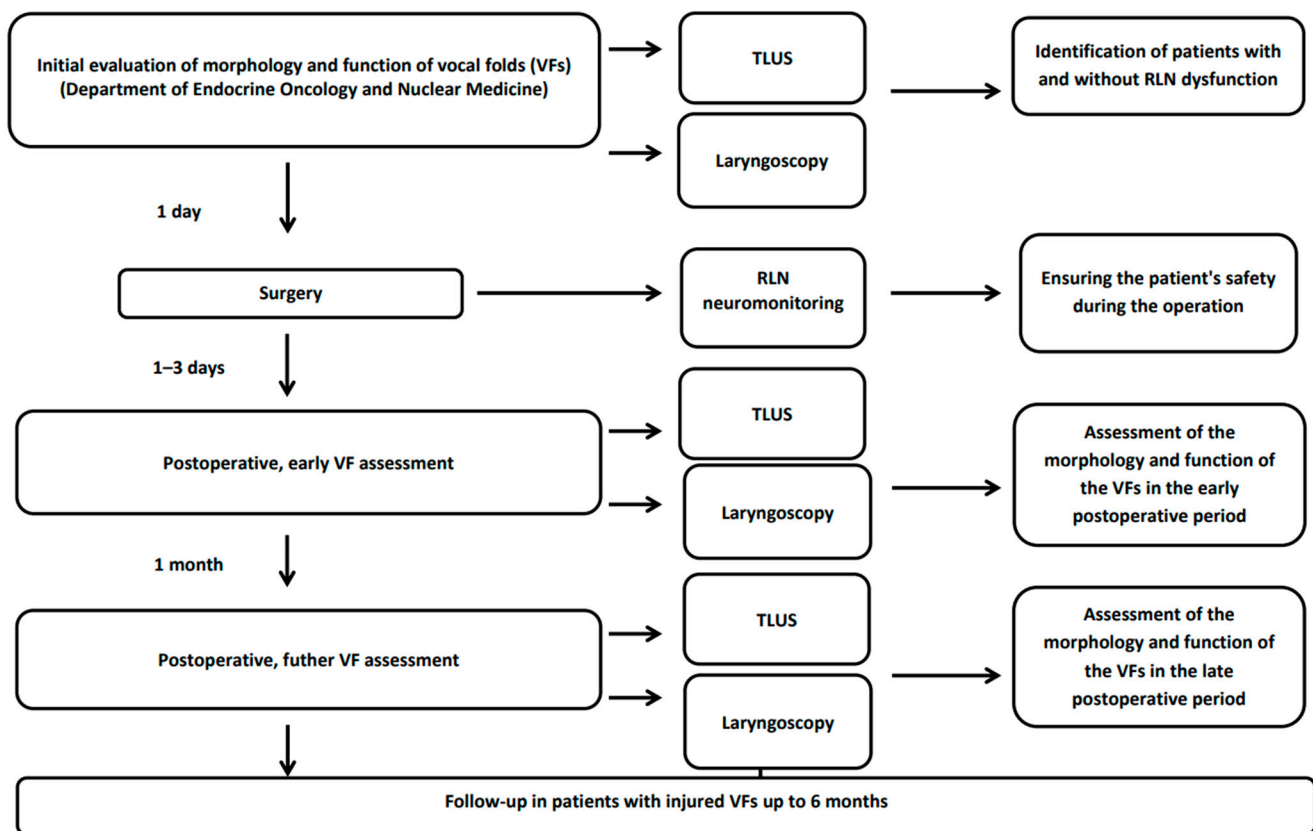 Initial evaluation of morphology and function of vocal folds (VFs)
(Department of Endocrine Oncology and Nuclear Medicine)
TLUS
Laryngoscopy
Identification of patients with
and without RLN dysfunction
1 day
Surgery
RLN
neuromonitoring
Ensuring the patient's safety
during the operation
1–3 days
Postoperative, early VF assessment
TLUS
Laryngoscopy
Assessment of the
morphology and function of
the VFs in the early
postoperative period
1 month
Postoperative, futher VF assessment
TLUS
Laryngoscopy
Assessment of the
morphology and function of
the VFs in the late
postoperative period
Follow-up in patients with injured VFs up to 6 months